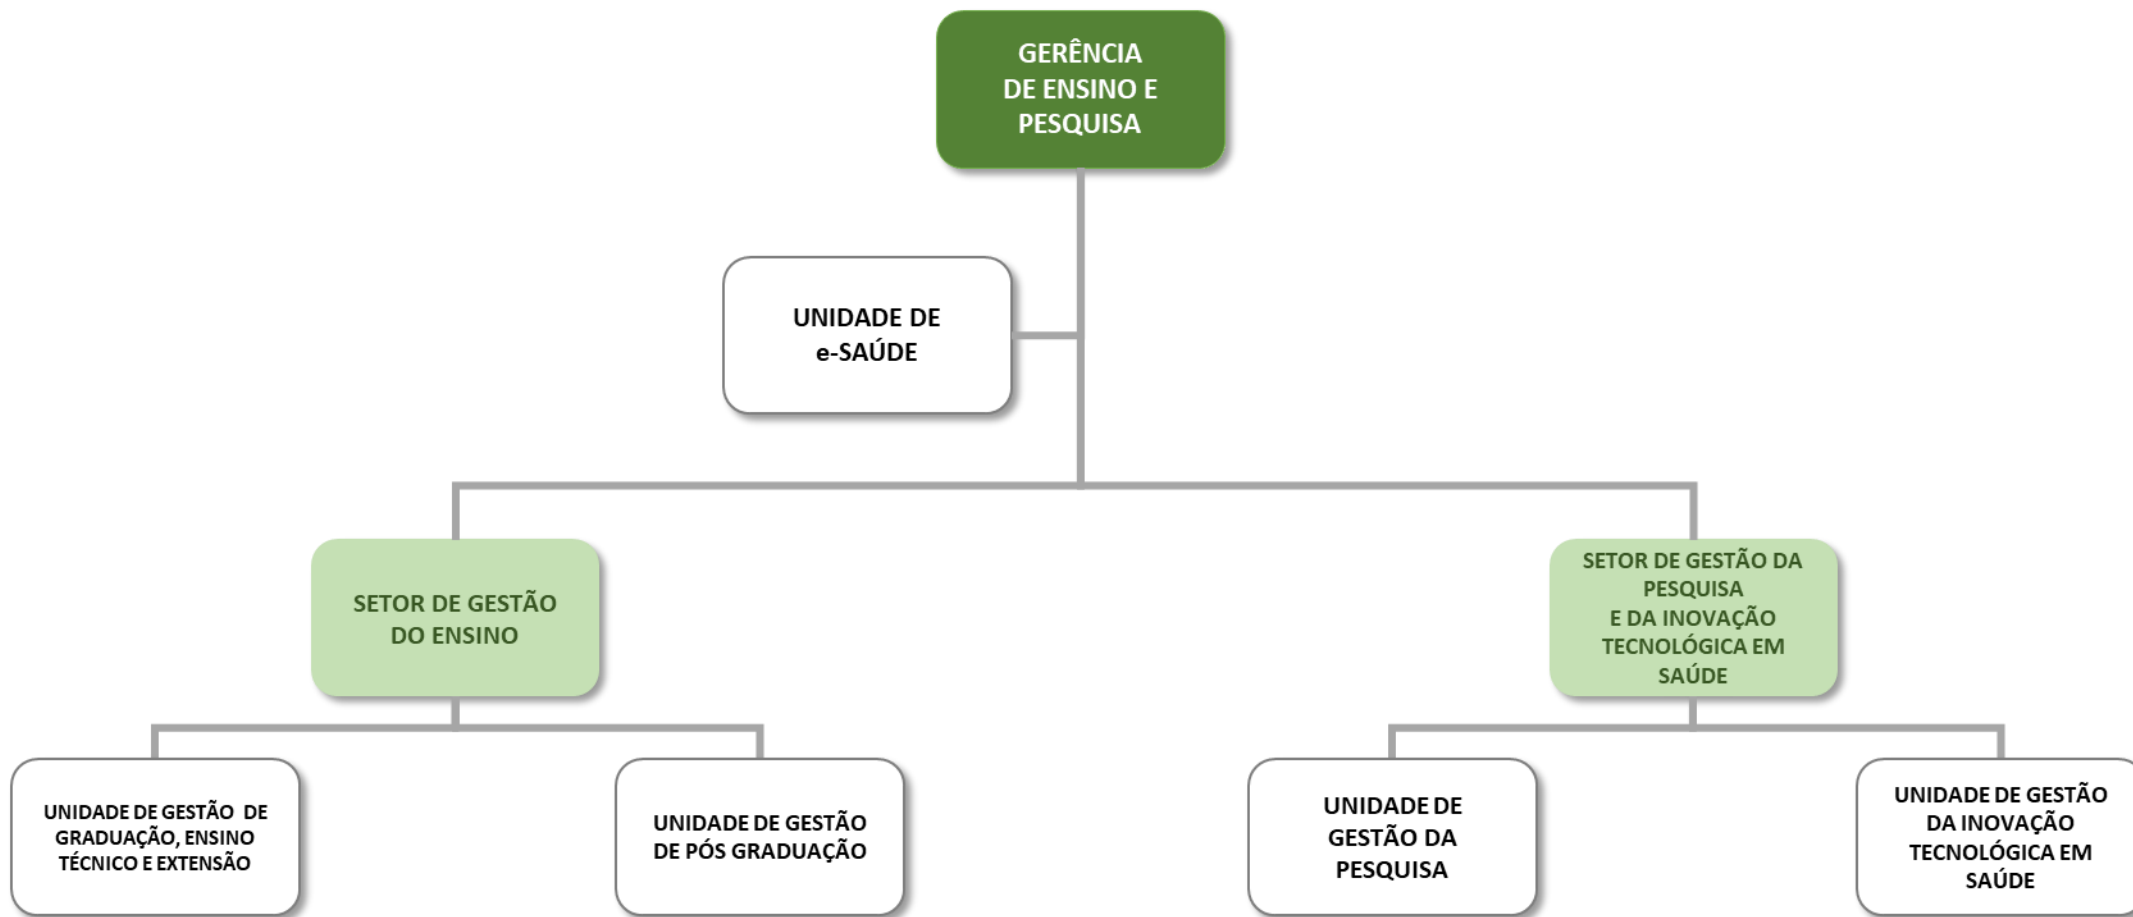 GERÊNCIA
DE ENSINO E
PESQUISA
UNIDADE DE
e-SAÚDE
SETOR DE GESTÃO
DO ENSINO
SETOR DE GESTÃO DA
PESQUISA
E DA INOVAÇÃO
TECNOLÓGICA EM
SAÚDE
UNIDADE DE GESTÃO DE
GRADUAÇÃO, ENSINO
TÉCNICO E EXTENSÃO
UNIDADE DE GESTÃO
DE PÓS GRADUAÇÃO
UNIDADE DE
GESTÃO DA
PESQUISA
UNIDADE DE GESTÃO
DA INOVAÇÃO
TECNOLÓGICA EM
SAÚDE